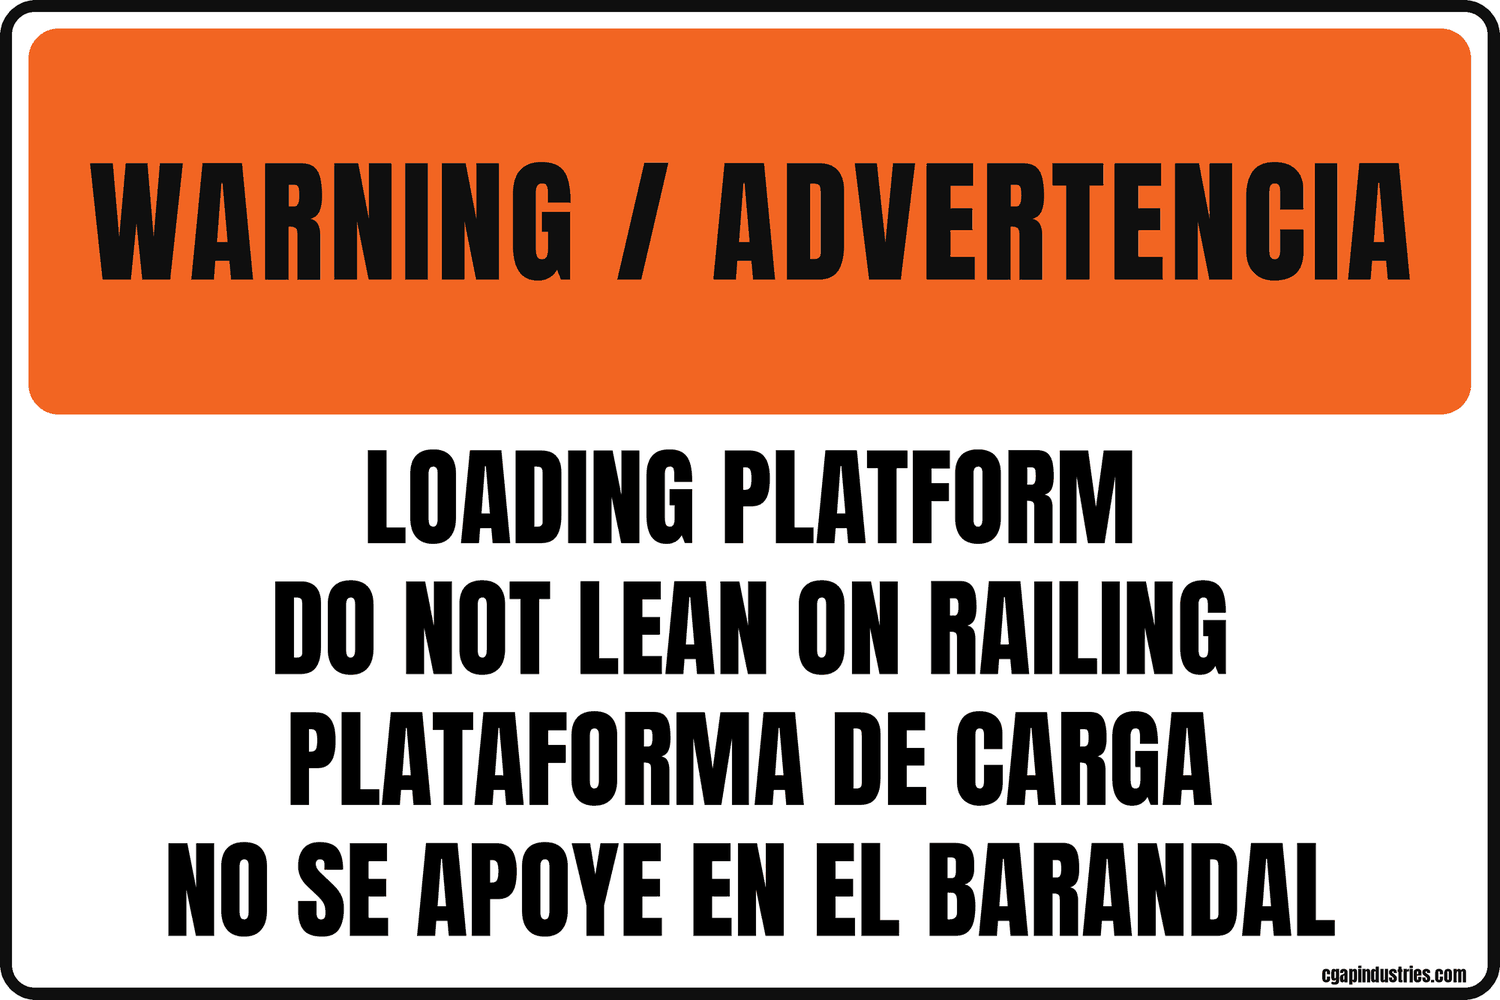 WARNING / ADVERTENCIA
LOADING PLATFORM
DO NOT LEAN ON RAILING
PLATAFORMA DE CARGA
NO SE APOYE EN EL BARANDAL
cgapindustries.com